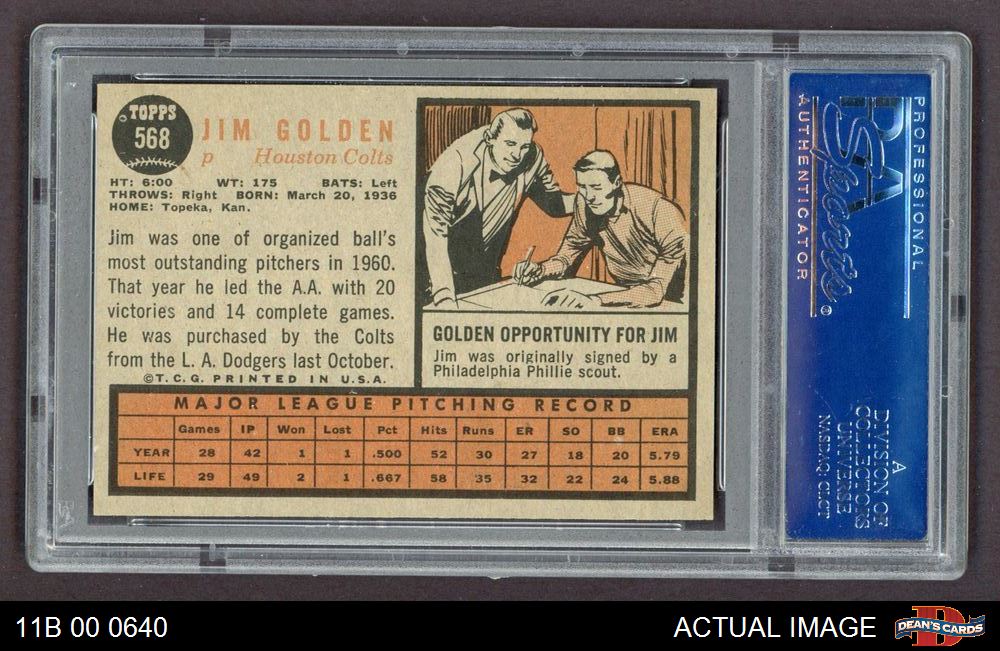 TOPPS
568
JIM GOLDEN
P Houston Colts
HT: 6:00 WT: 175 BATS: Left
THROWS: Right BORN: March 20, 1936
HOME: Topeka, Kan.
Jim was one of organized ball's
most outstanding pitchers in 1960.
That year he led the A.A. with 20
victories and 14 complete games.
He was purchased by the Colts
from the L. A. Dodgers last October.
©T.C.G. PRINTED IN U.S.A.
GOLDEN OPPORTUNITY FOR JIM
Jim was originally signed by a
Philadelphia Phillie scout.
MAJOR LEAGUE PITCHING RECORD
Games IP Won Lost Pct Hits Runs ER SO BB ERA
YEAR 28 42 1 1 .500 52 30 27 18 20 5.79
LIFE 29 49 2 1 .667 58 35 32 22 24 5.88
PROFESSIONAL
PSA
Sports
AUTHENTICATOR
®
A
DIVISION OF
COLLECTORS
UNIVERSE
NASDAQ: CLCT
11B 00 0640
ACTUAL IMAGE
DEAN'S CARDS